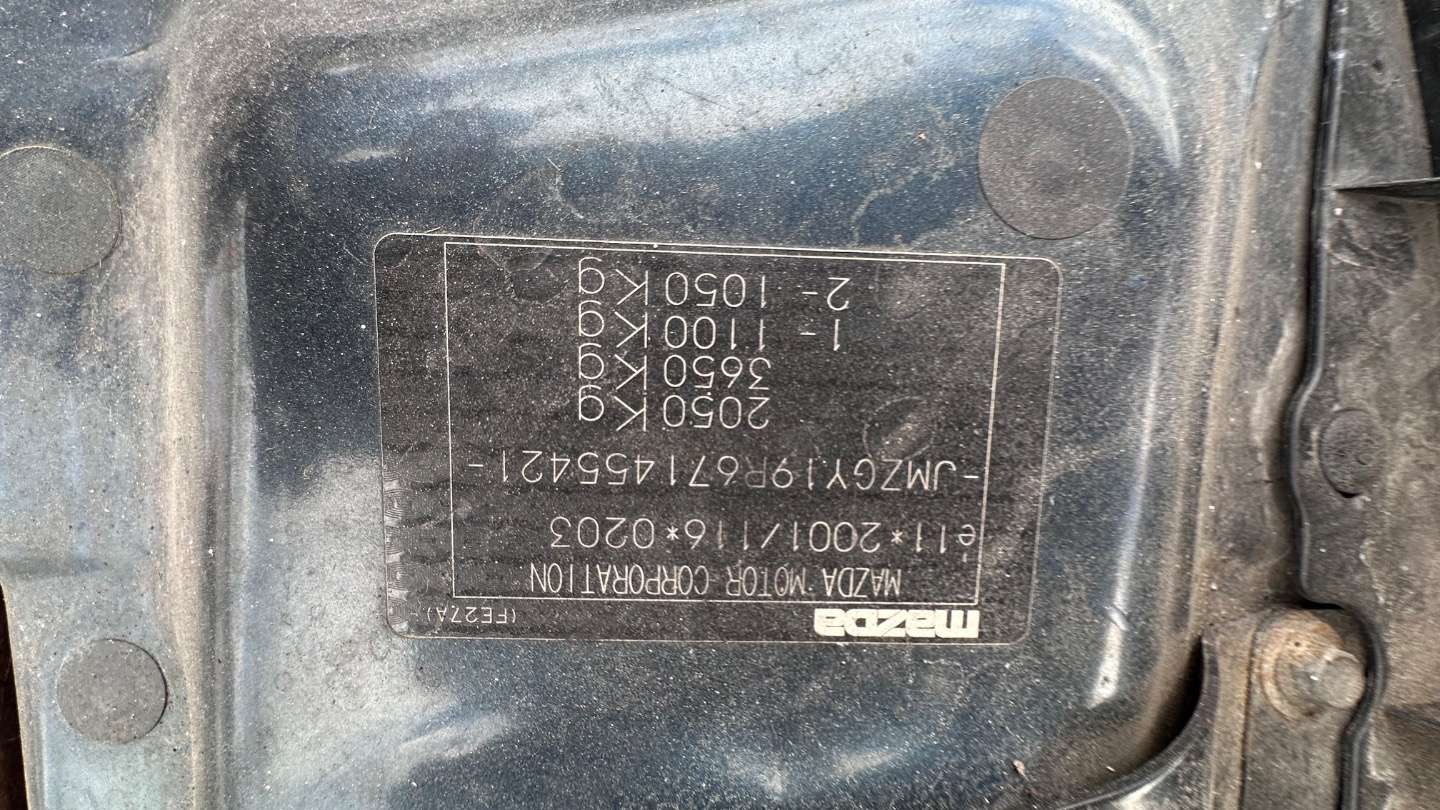 mazda (FE27A)
MAZDA MOTOR CORPORATION
e11*2001/116*0203
-JMZGY19R671455421-
2050 Kg
3650 Kg
1- 1100 Kg
2- 1050 Kg